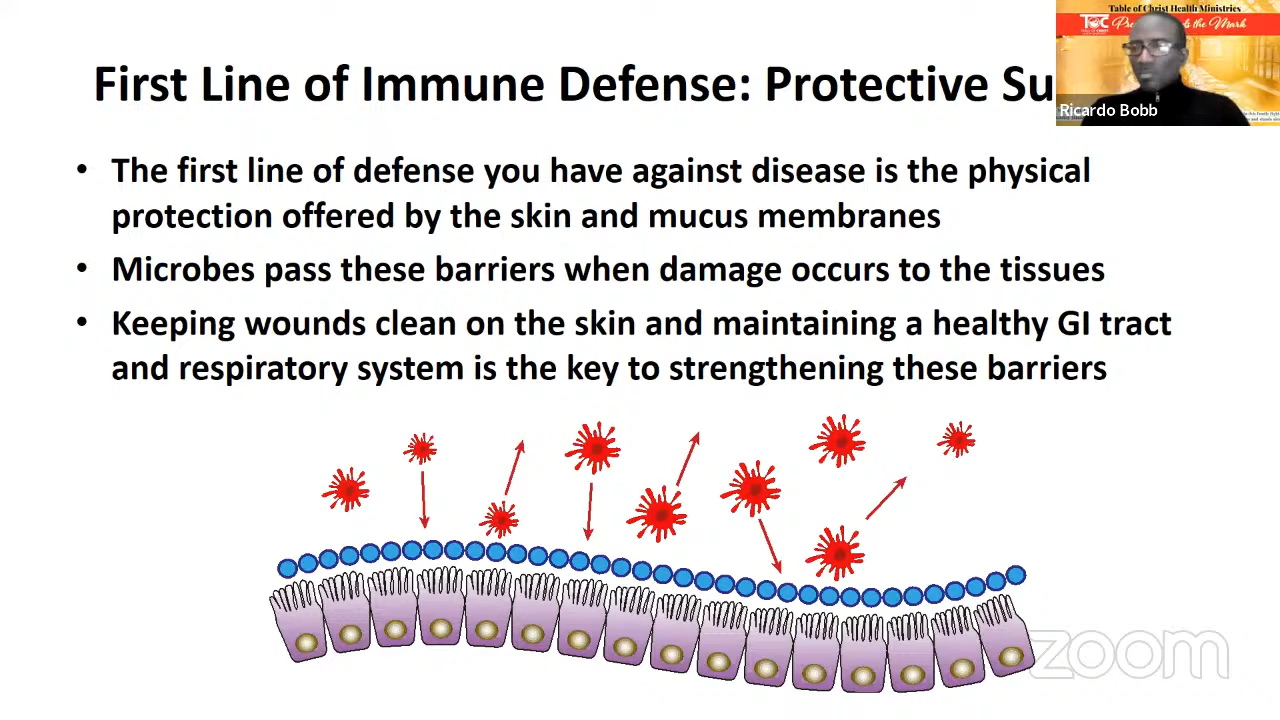 First Line of Immune Defense: Protective Su
Table of Christ Health Ministries
TOC
the Mark
Ricardo Bobb
• The first line of defense you have against disease is the physical
protection offered by the skin and mucus membranes
• Microbes pass these barriers when damage occurs to the tissues
• Keeping wounds clean on the skin and maintaining a healthy GI tract
and respiratory system is the key to strengthening these barriers
zoom